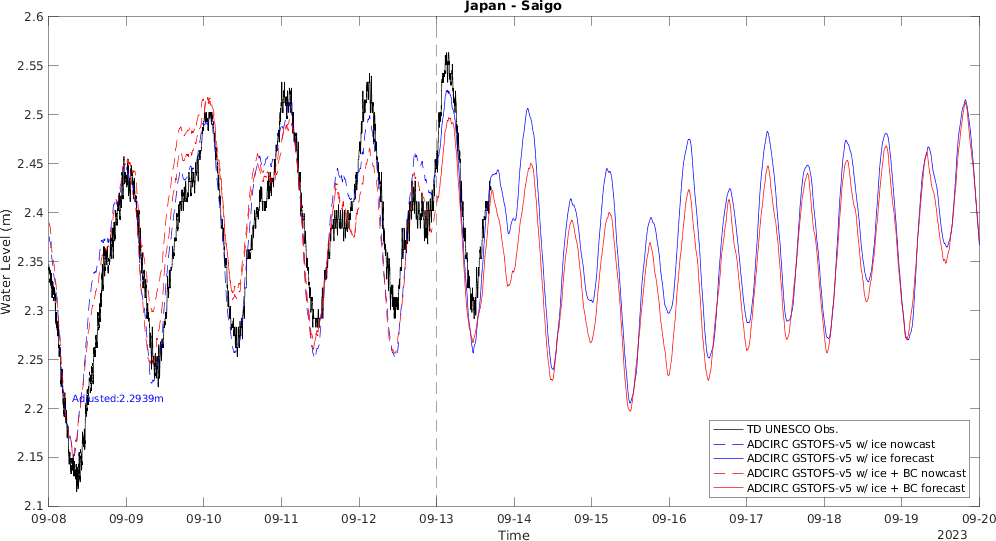 Japan - Saigo
2.6
2.55
2.5
2.45
2.4
2.35
2.3
2.25
2.2
2.15
2.1
Water Level (m)
Adjusted:2.2939m
TD UNESCO Obs.
ADCIRC GSTOFS-v5 w/ ice nowcast
ADCIRC GSTOFS-v5 w/ ice forecast
ADCIRC GSTOFS-v5 w/ ice + BC nowcast
ADCIRC GSTOFS-v5 w/ ice + BC forecast
09-08 09-09 09-10 09-11 09-12 09-13 09-14 09-15 09-16 09-17 09-18 09-19 09-20
Time
2023